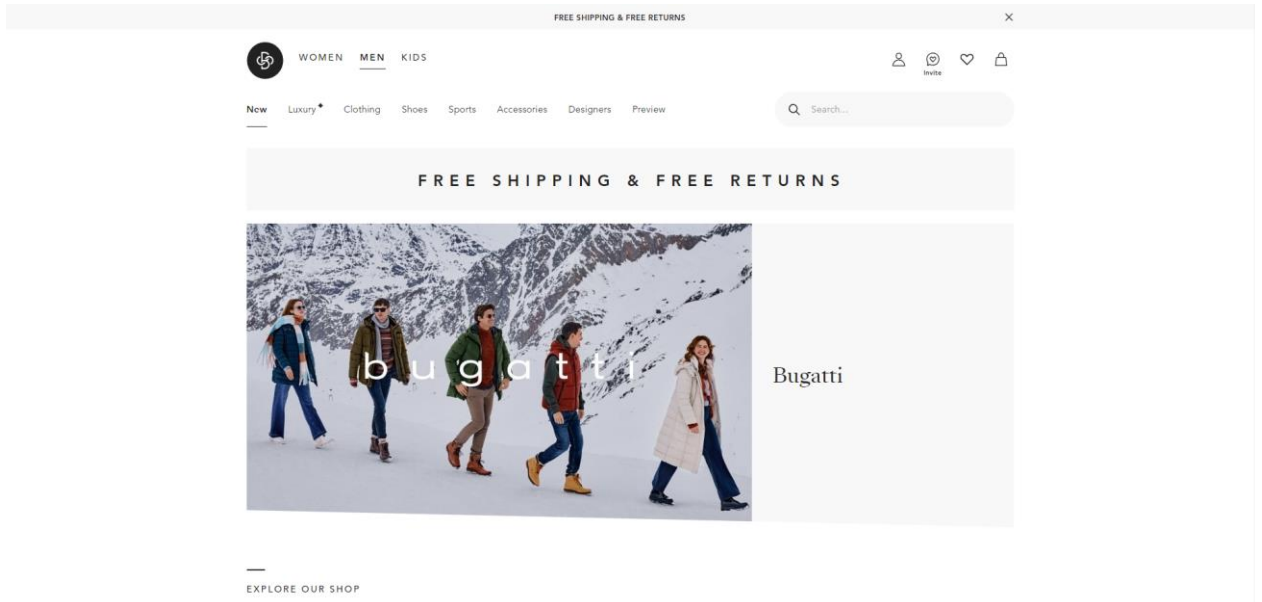 FREE SHIPPING & FREE RETURNS
WOMEN MEN KIDS
Invite
New Luxury Clothing Shoes Sports Accessories Designers Preview
Search...
FREE SHIPPING & FREE RETURNS
bugatti
Bugatti
EXPLORE OUR SHOP